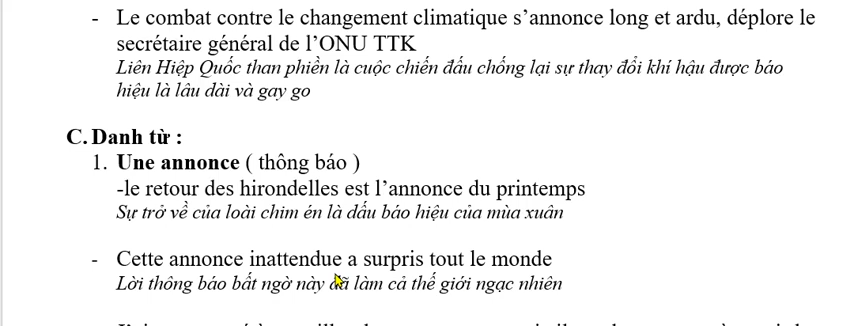 - Le combat contre le changement climatique s’annonce long et ardu, déplore le
secrétaire général de l’ONU TTK
Liên Hiệp Quốc than phiền là cuộc chiến đấu chống lại sự thay đổi khí hậu được báo
hiệu là lâu dài và gay go
C. Danh từ :
1. Une annonce ( thông báo )
-le retour des hirondelles est l’annonce du printemps
Sự trở về của loài chim én là dấu báo hiệu của mùa xuân
- Cette annonce inattendue a surpris tout le monde
Lời thông báo bất ngờ này đã làm cả thế giới ngạc nhiên